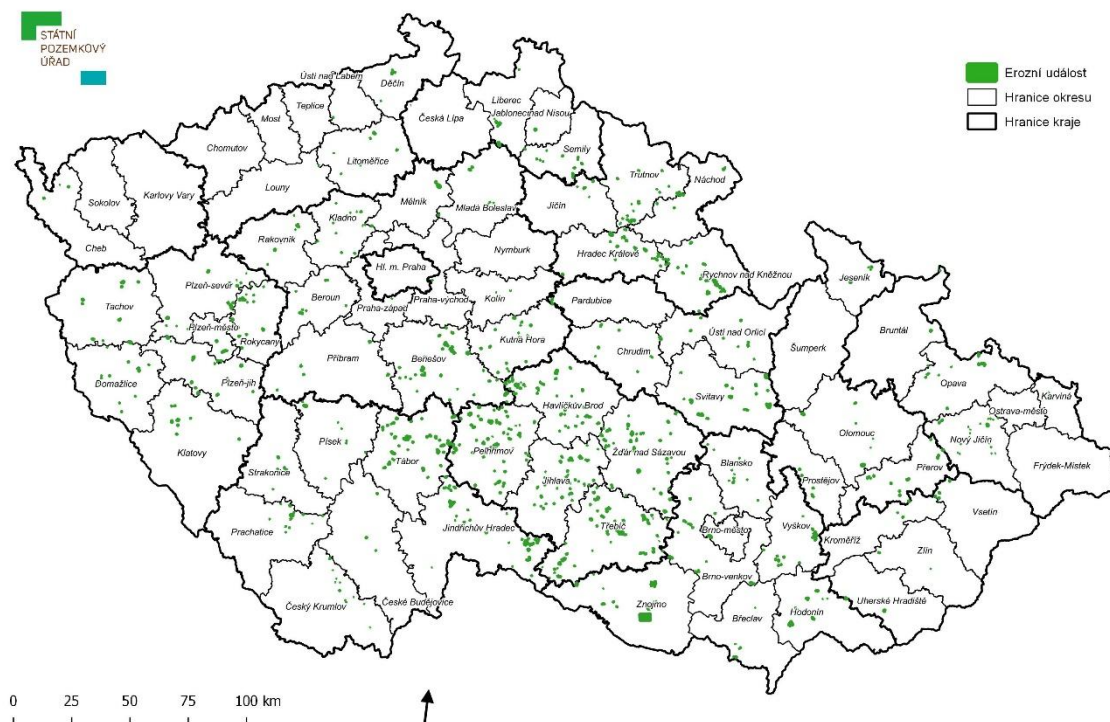 STÁTNÍ
POZEMKOVÝ
ÚŘAD
Erozní událost
Hranice okresu
Hranice kraje
Ústí nad Labem
Děčín
Teplice
Most
Chomutov
Litoměřice
Louny
Česká Lípa
Liberec
Jablonec nad Nisou
Semily
Trutnov
Náchod
Jičín
Karlovy Vary
Sokolov
Cheb
Mělník
Mladá Boleslav
Kladno
Rakovník
Nymburk
Hl. m. Praha
Hradec Králové
Rychnov nad Kněžnou
Jeseník
Plzeň-sever
Tachov
Beroun
Praha-východ
Praha-západ
Kolín
Pardubice
Plzeň-město
Rokycany
Kutná Hora
Chrudim
Ústí nad Orlicí
Šumperk
Bruntál
Příbram
Benešov
Domažlice
Plzeň-jih
Svitavy
Opava
Karviná
Ostrava-město
Havlíčkův Brod
Olomouc
Nový Jičín
Frýdek-Místek
Klatovy
Písek
Pelhřimov
Žďár nad Sázavou
Tábor
Blansko
Přerov
Strakonice
Jihlava
Prostějov
Prachatice
Jindřichův Hradec
Třebíč
Brno-město
Vyškov
Kroměříž
Vsetín
Zlín
Brno-venkov
Český Krumlov
České Budějovice
Znojmo
Břeclav
Hodonín
Uherské Hradiště
0 25 50 75 100 km